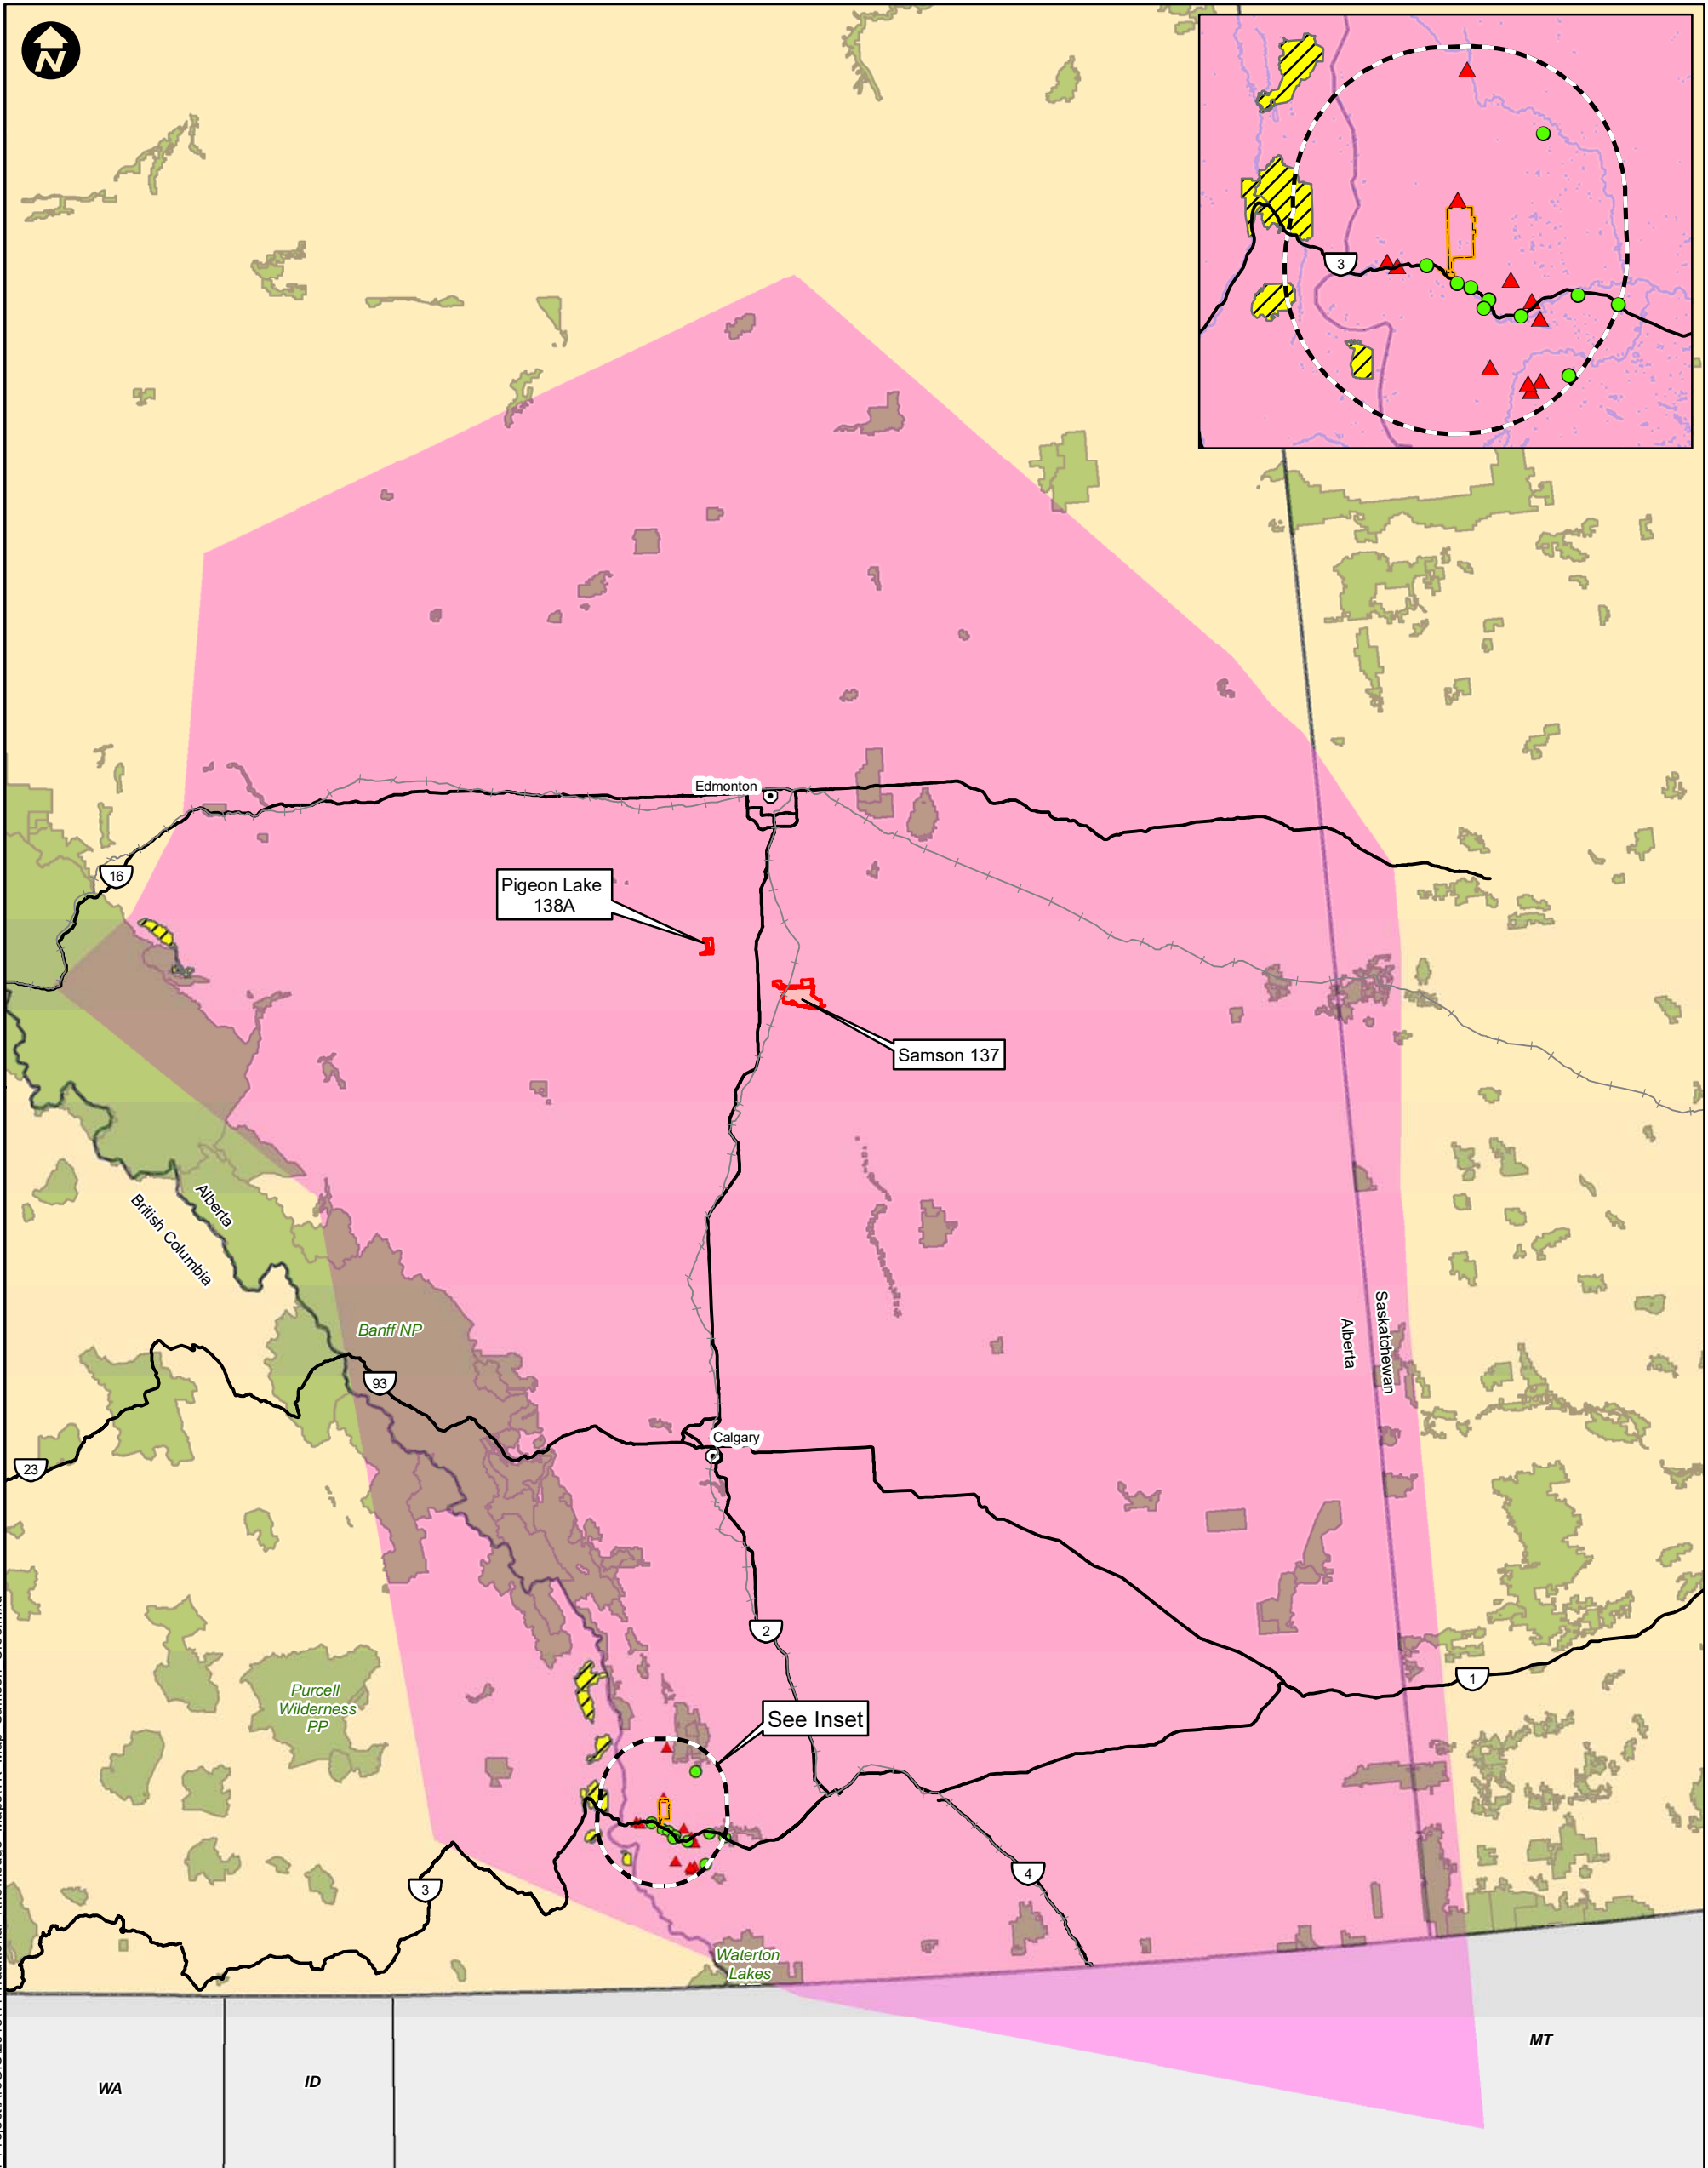 N
3
Edmonton
16
Pigeon Lake
138A
Samson 137
Alberta
British Columbia
Banff NP
Saskatchewan
Alberta
93
Calgary
23
2
1
Purcell
Wilderness
PP
See Inset
4
3
Waterton
Lakes
MT
WA
ID